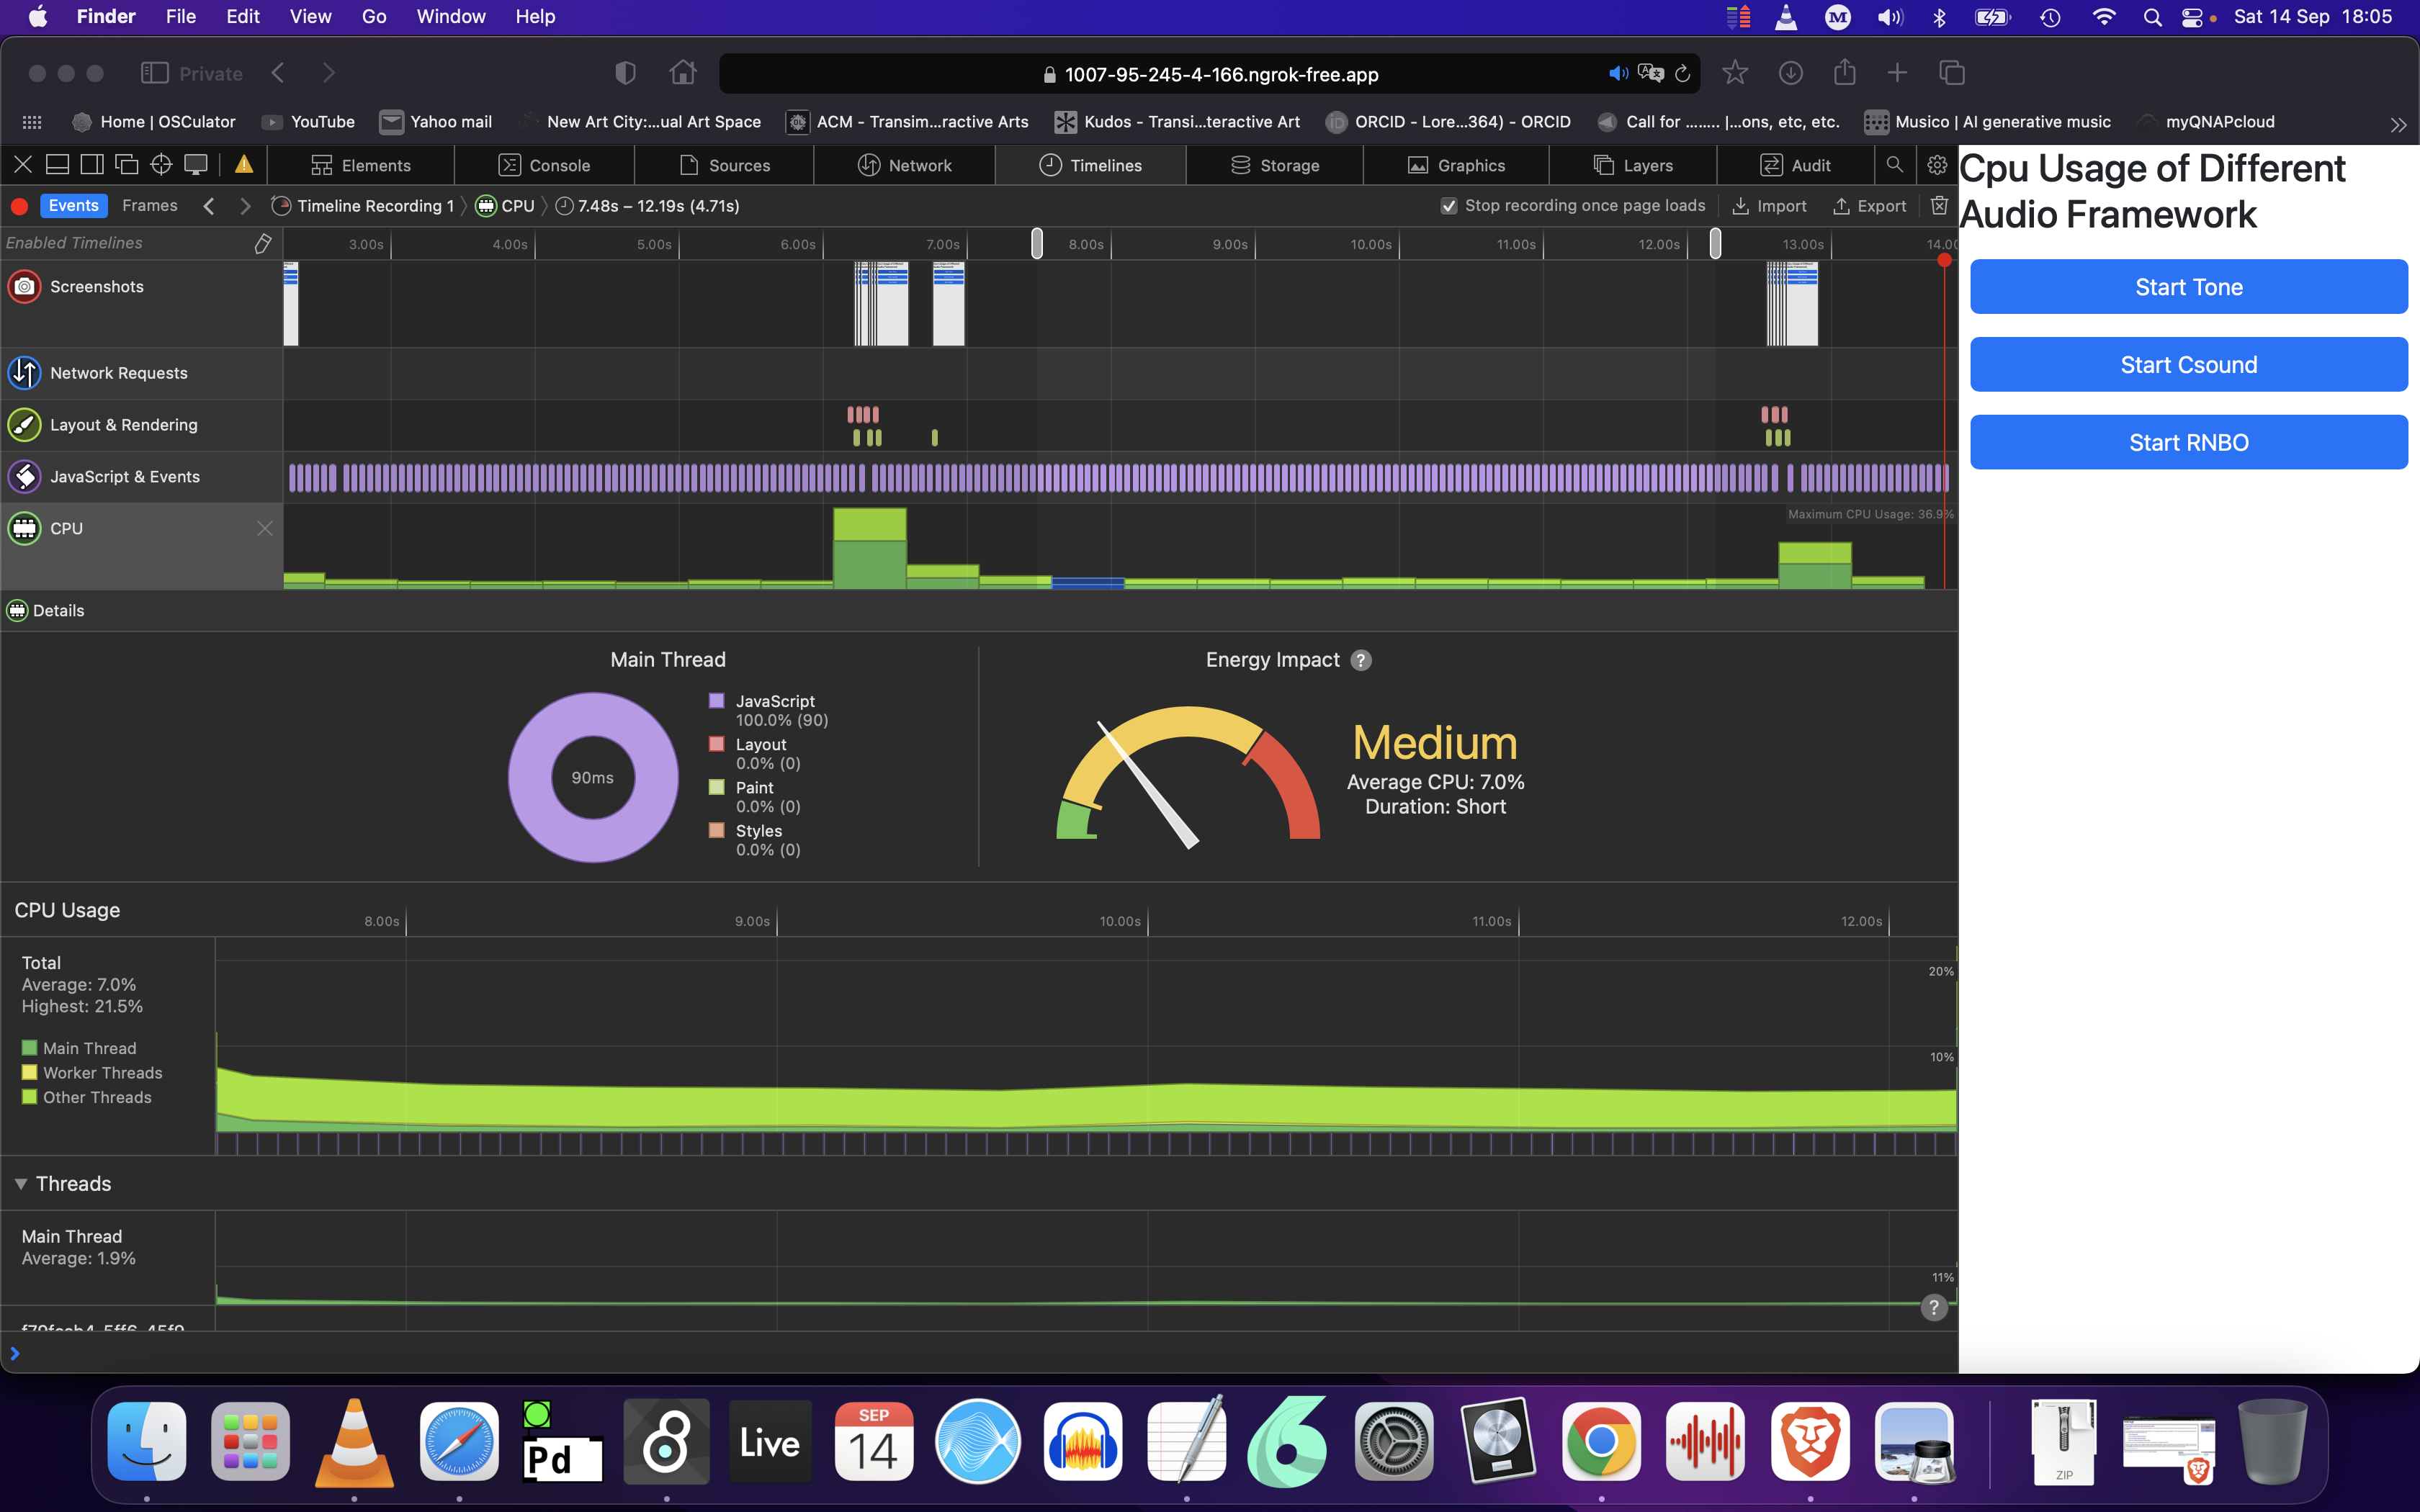 Finder File Edit View Go Window Help Sat 14 Sep 18:05
Private 1007-95-245-4-166.ngrok-free.app
Home | OSCulator YouTube Yahoo mail New Art City:...ual Art Space ACM - Transim...ractive Arts Kudos - Transi...teractive Art ORCID - Lore...364) - ORCID Call for ........ |...ons, etc, etc. Musico | AI generative music myQNAPcloud
Elements Console Sources Network Timelines Storage Graphics Layers Audit
Events Frames Timeline Recording 1 CPU 7.48s – 12.19s (4.71s) Stop recording once page loads Import Export
Enabled Timelines 3.00s 4.00s 5.00s 6.00s 7.00s 8.00s 9.00s 10.00s 11.00s 12.00s 13.00s
Screenshots
Network Requests
Layout & Rendering
JavaScript & Events
CPU
Maximum CPU Usage: 36.9%
Details
Main Thread
90ms
JavaScript
100.0% (90)
Layout
0.0% (0)
Paint
0.0% (0)
Styles
0.0% (0)
Energy Impact ?
Medium
Average CPU: 7.0%
Duration: Short
CPU Usage 8.00s 9.00s 10.00s 11.00s 12.00s
Total
Average: 7.0%
Highest: 21.5%
Main Thread
Worker Threads
Other Threads
20%
10%
Threads
Main Thread
Average: 1.9%
11%
?
Cpu Usage of Different
Audio Framework
Start Tone
Start Csound
Start RNBO
Pd 8 Live SEP 14 6 ZIP